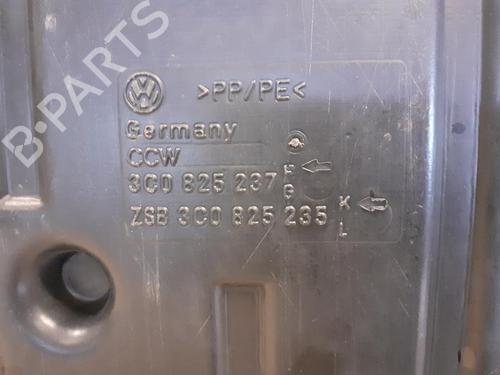 B-PARTS
VW >PP/PE<
Germany
CCW
3C0 825 237 F
G
ZSB 3C0 825 235 K
L